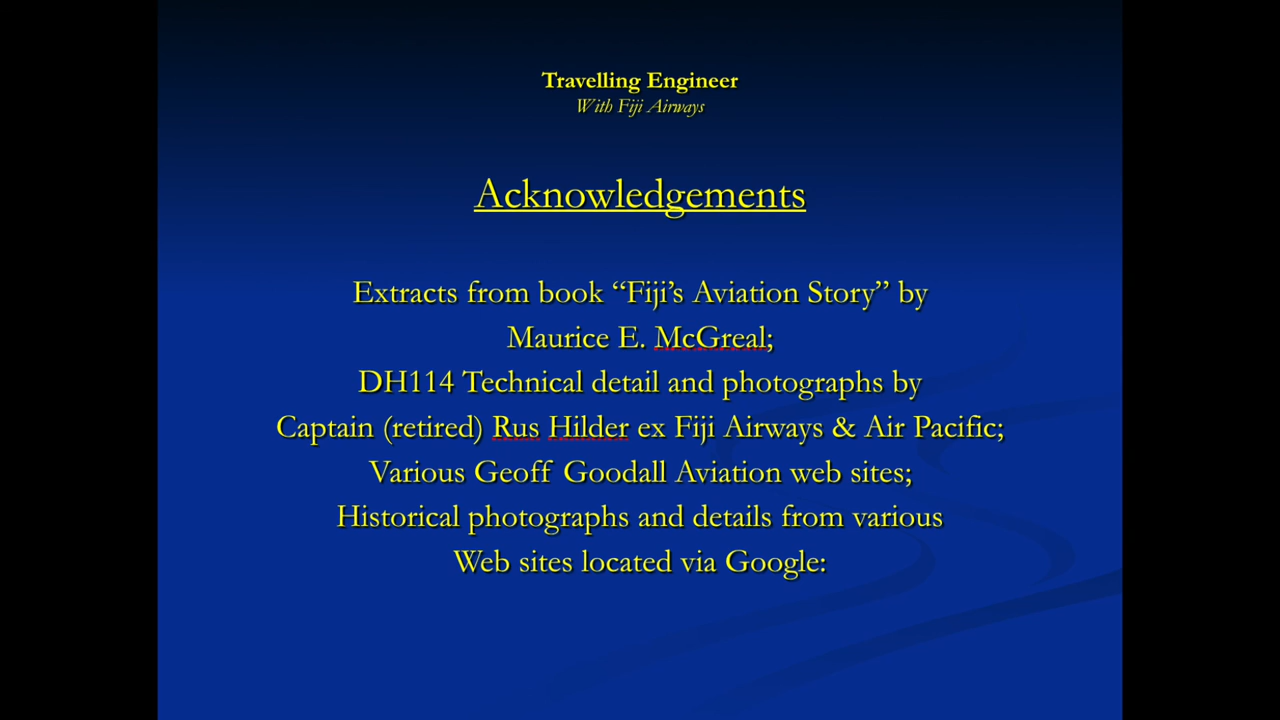 Travelling Engineer
With Fiji Airways
Acknowledgements
Extracts from book “Fiji’s Aviation Story” by
Maurice E. McGreal;
DH114 Technical detail and photographs by
Captain (retired) Rus Hilder ex Fiji Airways & Air Pacific;
Various Geoff Goodall Aviation web sites;
Historical photographs and details from various
Web sites located via Google: